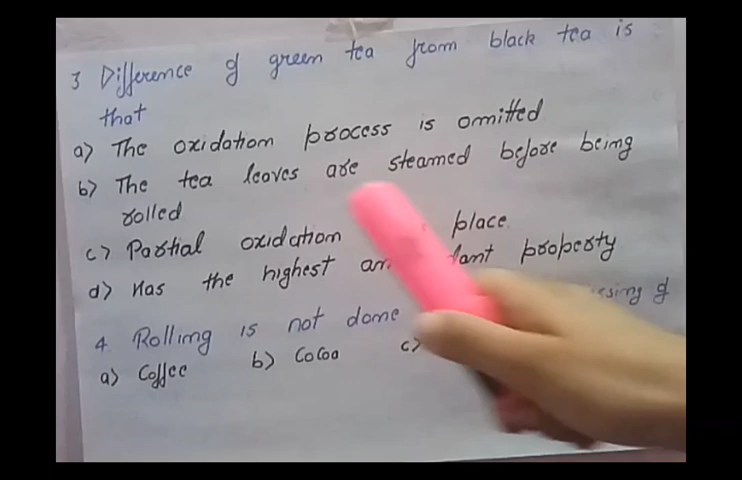 3 Difference of green tea from black tea is
that
a) The oxidation process is omitted
b) The tea leaves are steamed before being
rolled
c) Partial oxidation place
d) Has the highest property
4 Rolling is not done of
a) Coffee b) Cocoa c)